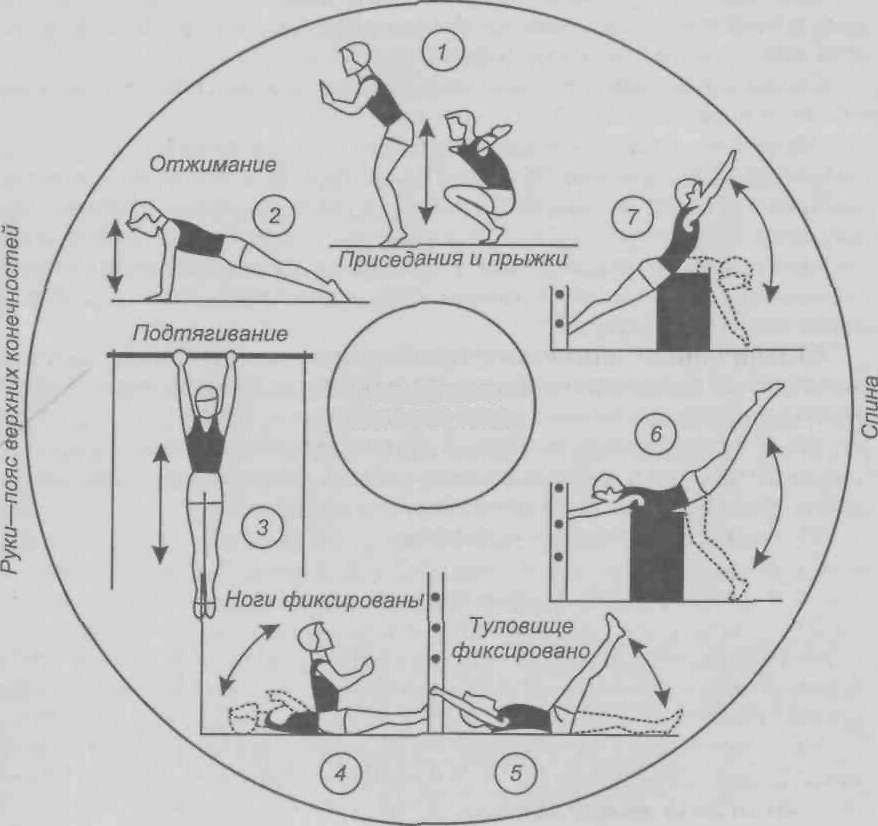 1
Отжимание
2
7
Приседания и прыжки
Руки—пояс верхних конечностей
Подтягивание
Спина
6
3
Ноги фиксированы
Туловище
фиксировано
4
5